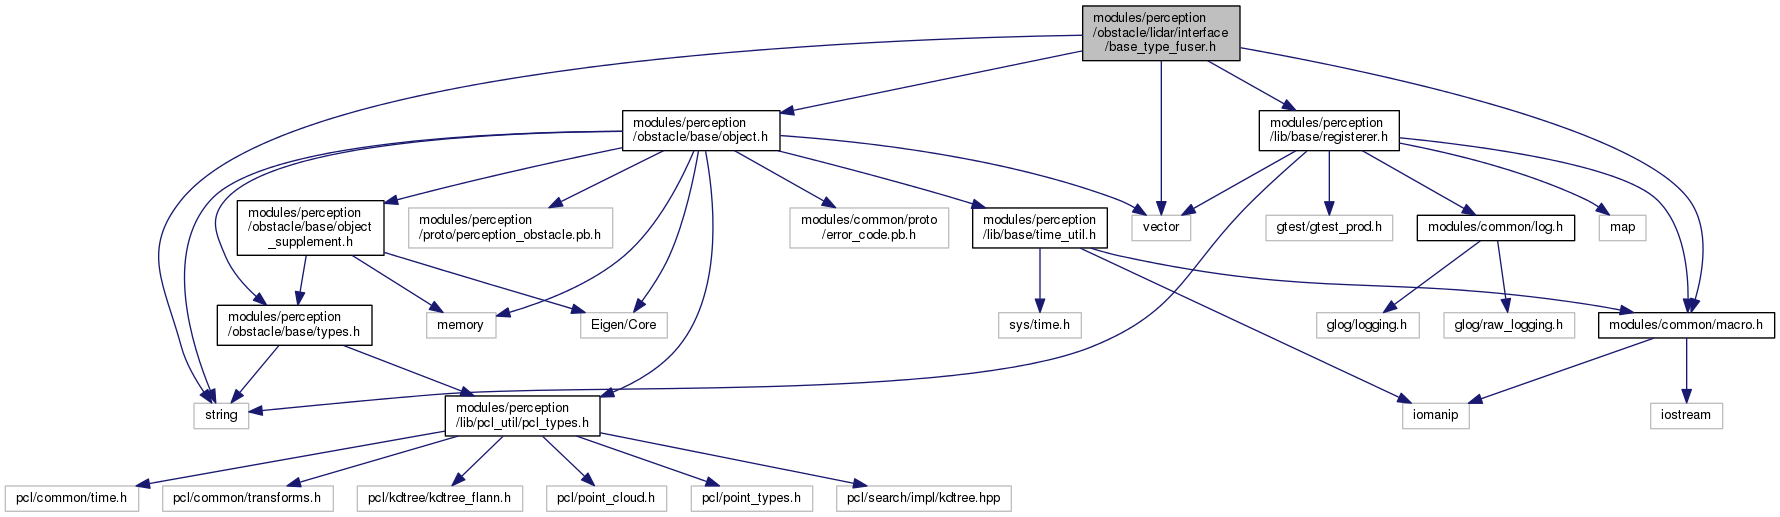 modules/perception
/obstacle/lidar/interface
/base_type_fuser.h
modules/perception
/obstacle/base/object.h
modules/perception
/lib/base/registerer.h
modules/perception
/obstacle/base/object
_supplement.h
modules/perception
/proto/perception_obstacle.pb.h
modules/common/proto
/error_code.pb.h
modules/perception
/lib/base/time_util.h
vector
gtest/gtest_prod.h
modules/common/log.h
map
modules/perception
/obstacle/base/types.h
memory
Eigen/Core
sys/time.h
glog/logging.h
glog/raw_logging.h
modules/common/macro.h
string
modules/perception
/lib/pcl_util/pcl_types.h
iomanip
iostream
pcl/common/time.h
pcl/common/transforms.h
pcl/kdtree/kdtree_flann.h
pcl/point_cloud.h
pcl/point_types.h
pcl/search/impl/kdtree.hpp